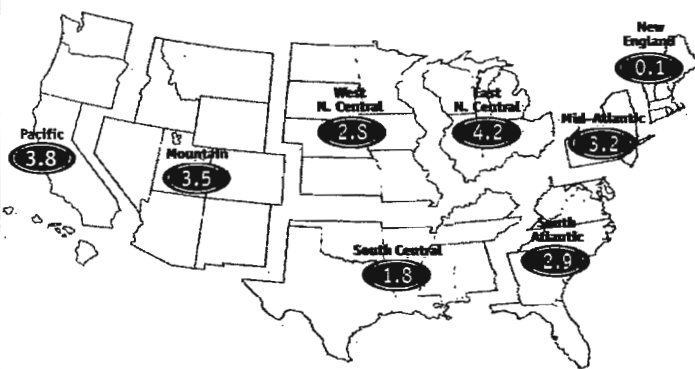 New
England
0.1
West
N. Central
2.8
East
N. Central
4.2
Mid-Atlantic
3.2
Pacific
3.8
Mountain
3.5
South Central
1.8
South
Atlantic
2.9